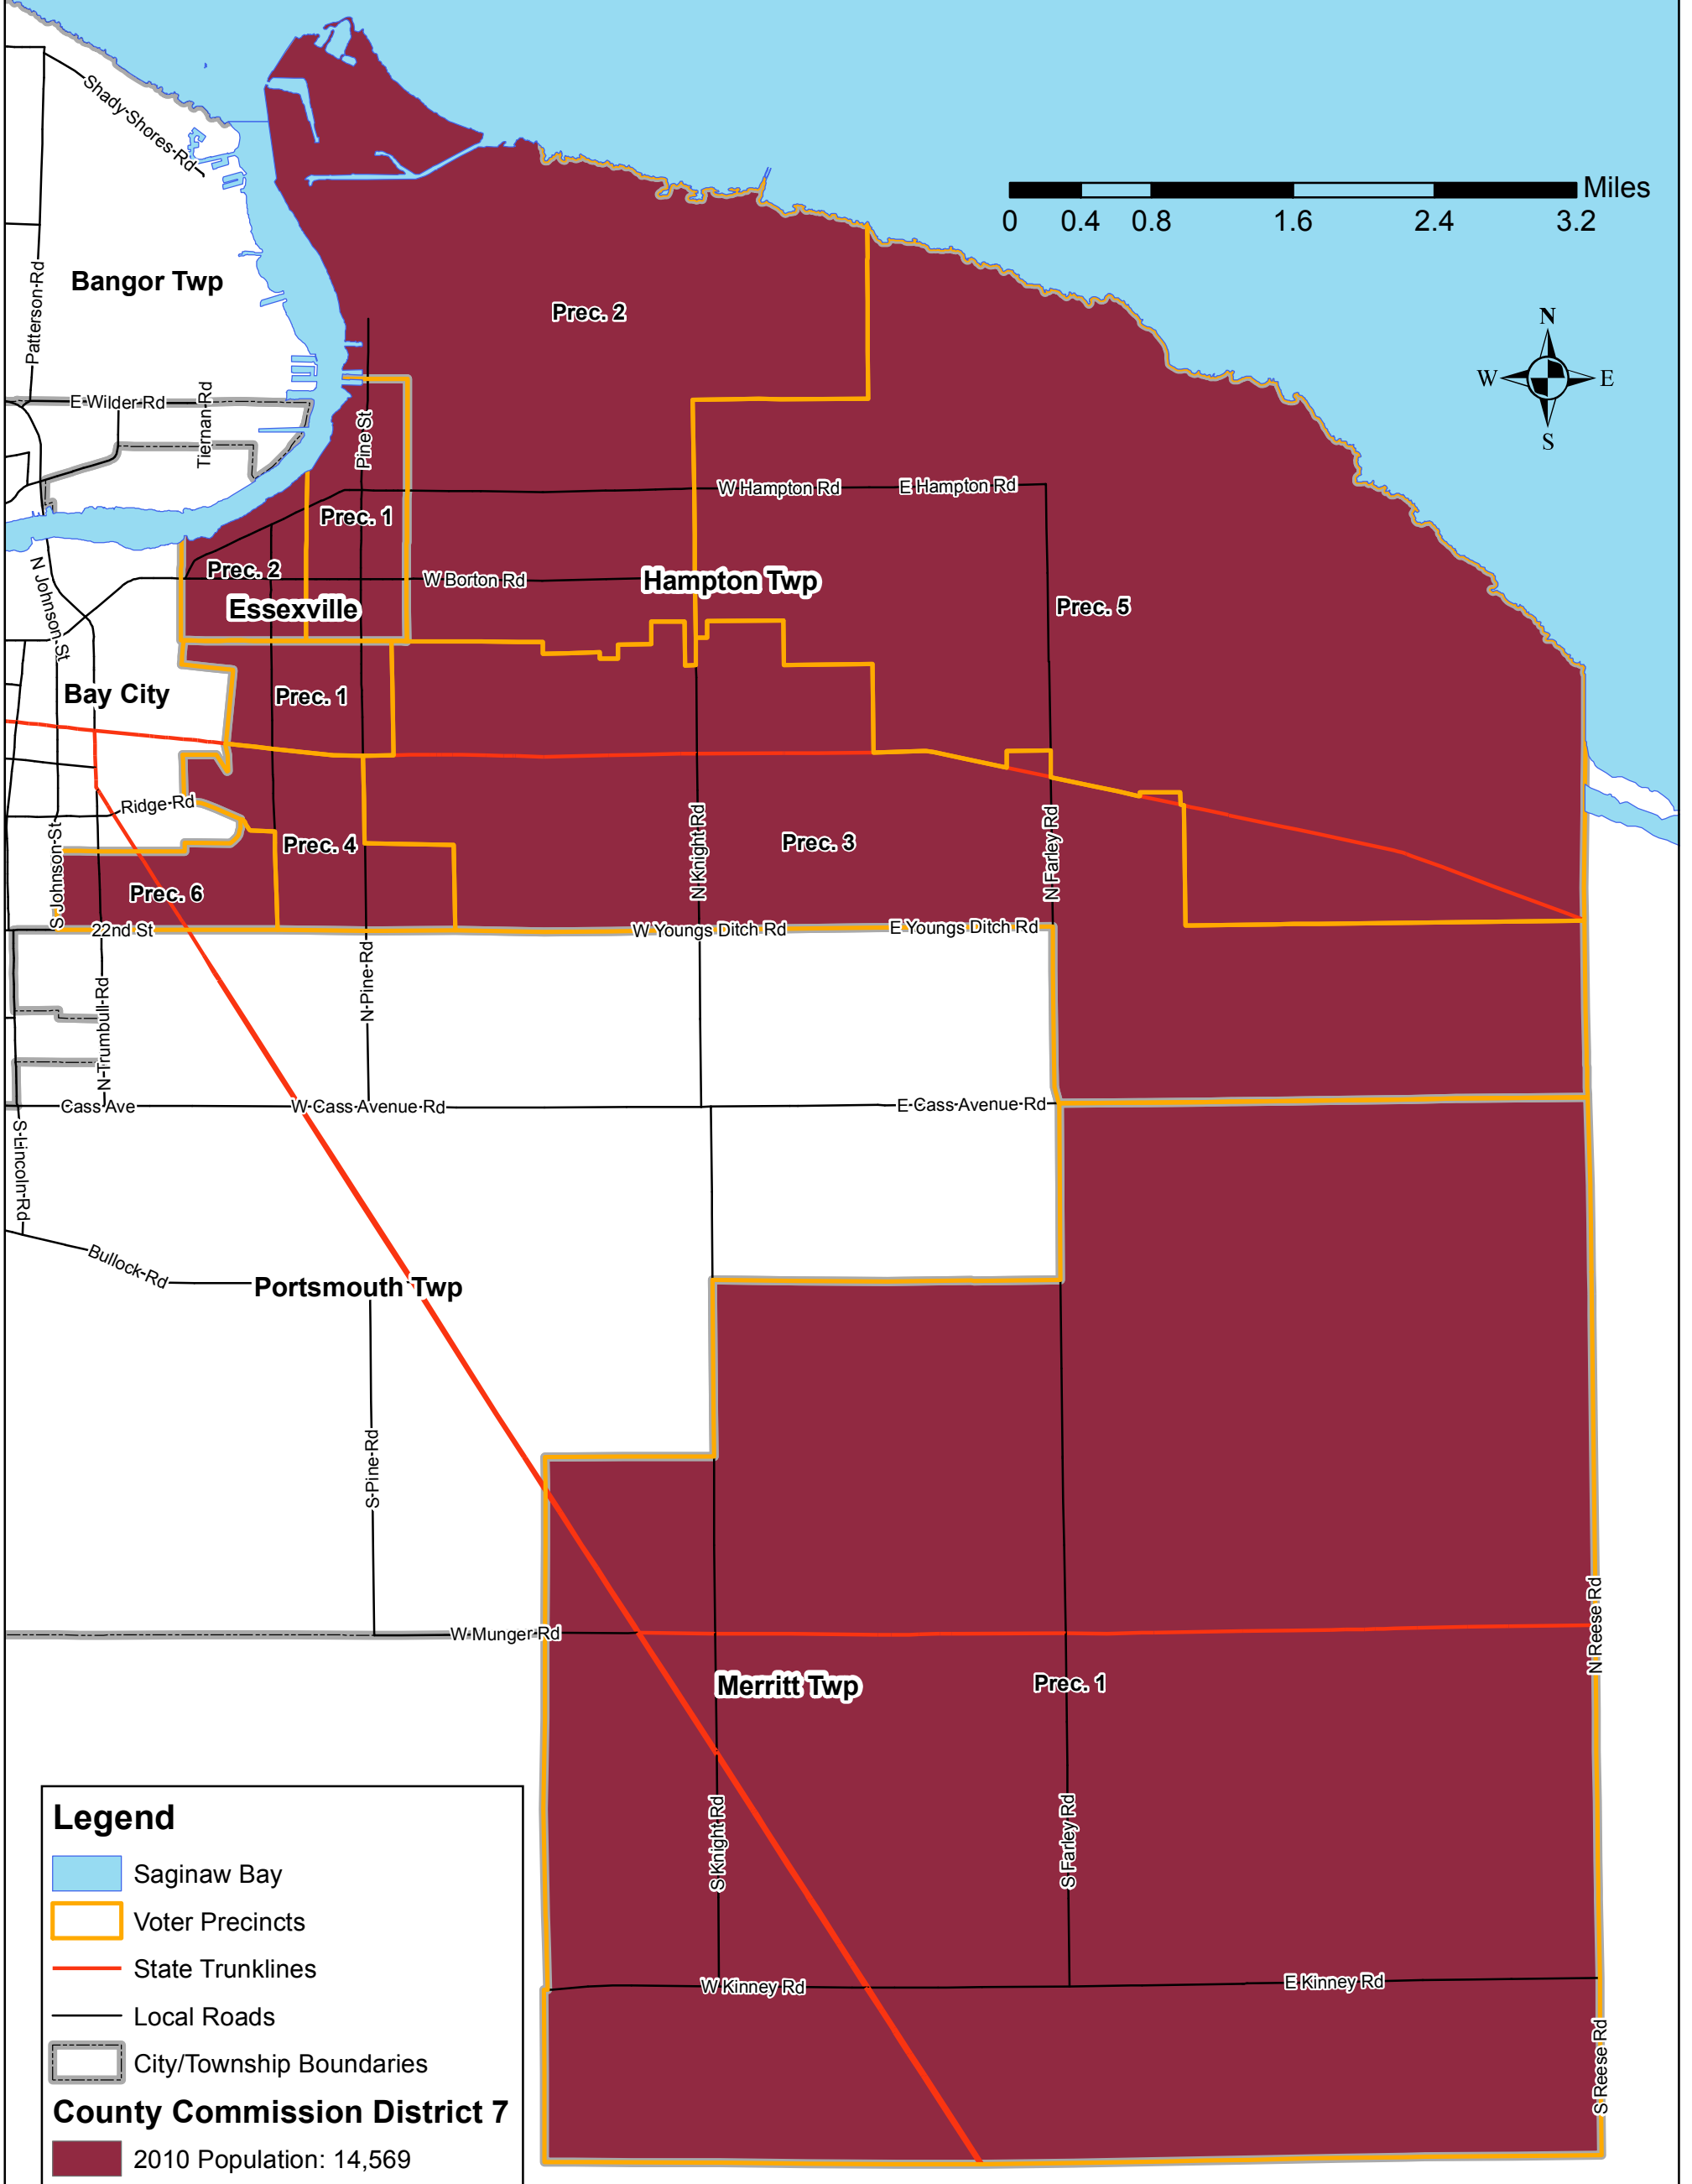 Shady Shores Rd
Miles
0 0.4 0.8 1.6 2.4 3.2
Bangor Twp
Patterson Rd
Prec. 2
N
W E
S
E Wilder Rd
Tiernan Rd
Pine St
W Hampton Rd
E Hampton Rd
Prec. 1
Prec. 2
W Borton Rd
Hampton Twp
Essexville
Prec. 5
N Johnson St
Bay City
Prec. 1
Ridge Rd
Prec. 4
N Knight Rd
Prec. 3
N Farley Rd
S Johnson St
Prec. 6
22nd St
W Youngs Ditch Rd
E Youngs Ditch Rd
N Pine Rd
N Trumbull Rd
Cass Ave
W Cass Avenue Rd
E Cass Avenue Rd
S Lincoln Rd
Bullock Rd
Portsmouth Twp
S Pine Rd
W Munger Rd
N Reese Rd
Merritt Twp
Prec. 1
S Knight Rd
S Farley Rd
W Kinney Rd
E Kinney Rd
S Reese Rd
Legend
Saginaw Bay
Voter Precincts
State Trunklines
Local Roads
City/Township Boundaries
County Commission District 7
2010 Population: 14,569